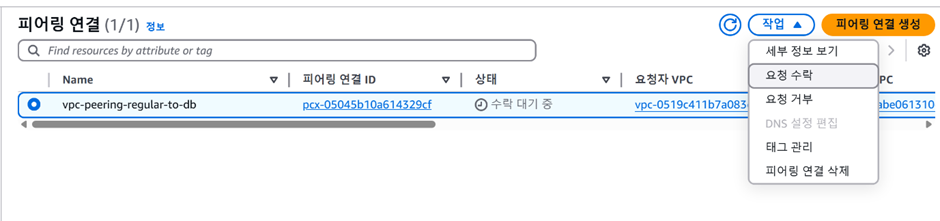 피어링 연결 (1/1) 정보
작업
피어링 연결 생성
Find resources by attribute or tag
세부 정보 보기
요청 수락
요청 거부
DNS 설정 편집
태그 관리
피어링 연결 삭제
Name 피어링 연결 ID 상태 요청자 VPC PC
vpc-peering-regular-to-db pcx-05045b10a614329cf 수락 대기 중 vpc-0519c411b7a083 abe061310